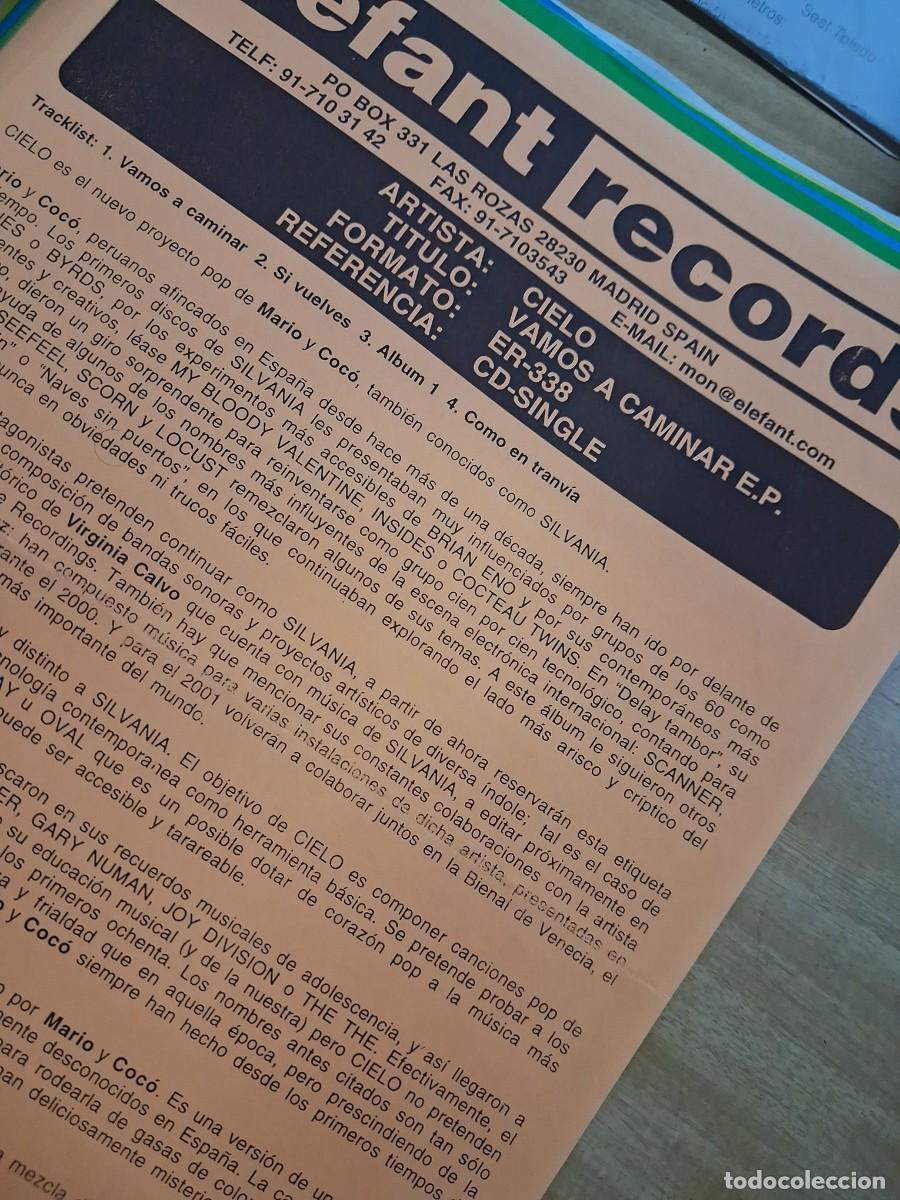 efant records
PO BOX 331 LAS ROZAS 28230 MADRID SPAIN
TELF: 91-710 31 42 FAX: 91-7103543 E-MAIL: mon@elefant.com
ARTISTA: CIELO
TITULO: VAMOS A CAMINAR E.P.
FORMATO: ER-338
REFERENCIA: CD-SINGLE
Tracklist: 1. Vamos a caminar 2. Si vuelves 3. Album 1 4. Como en tranvía
CIELO es el nuevo proyecto pop de Mario y Cocó, también conocidos como SILVANIA.
y Cocó, peruanos afincados en España desde hace más de una década, siempre han ido por delante de
tiempo. Los primeros discos de SILVANIA les presentaban muy influenciados por grupos de los 60 como
o BYRDS, por los experimentos más accesibles de BRIAN ENO y por sus contemporáneos más
y creativos, léase MY BLOODY VALENTINE, INSIDES o COCTEAU TWINS. En "Delay tambor", su
dieron un giro sorprendente para reinventarse como grupo cien por cien tecnológico, contando para
de algunos de los nombres más influyentes de la escena electrónica internacional: SCANNER,
SEEFEEL, SCORN y LOCUST remezclaron algunos de sus temas. A este álbum le siguieron otros
o "Naves sin puertos", en los que continuaban explorando el lado más arisco y críptico del
en obviedades ni trucos fáciles.
pretenden continuar como SILVANIA, a partir de ahora reservarán esta etiqueta
composición de bandas sonoras y proyectos artísticos de diversa índole; tal es el caso de
de Virginia Calvo que cuenta con música de SILVANIA, a editar próximamente en
Recordings. También hay que mencionar sus constantes colaboraciones con la artista
han compuesto música para varias instalaciones de dicha artista, presentadas en
el 2000. Y para el 2001 volverán a colaborar juntos en la Bienal de Venecia, el
más importante del mundo.
distinto a SILVANIA. El objetivo de CIELO es componer canciones pop de
contemporanea como herramienta básica. Se pretende probar a los
u OVAL que es un posible dotar de corazón pop a la música más
puede ser accesible y tarareable.
en sus recuerdos musicales de adolescencia, y así llegaron a
GARY NUMAN, JOY DIVISION o THE THE. Efectivamente, el
su educación musical (y de la nuestra) pero CIELO no pretenden
primeros ochenta. Los nombres antes citados son tan sólo
y frialdad que en aquella época, pero prescindiendo de la
y Cocó siempre han hecho desde los primeros tiempos de
por Mario y Cocó. Es una versión de un
desconocidos en España. La
para rodearla de gasas de
deliciosamente
mezcla
Seat Toledo
todocoleccion